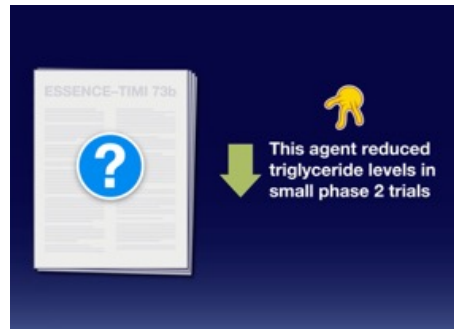 ESSENCE–TIMI 73b
?
This agent reduced
triglyceride levels in
small phase 2 trials